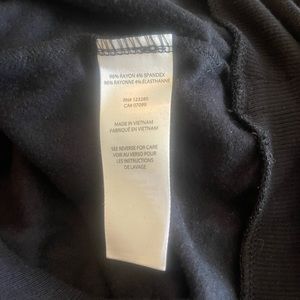 96% RAYON 4% SPANDEX
96% RAYONNE 4% ÉLASTHANNE
RN# 123285
CA# 07099
MADE IN VIETNAM
FABRIQUÉ EN VIETNAM
SEE REVERSE FOR CARE
VOIR AU VERSO POUR
LES INSTRUCTIONS
DE LAVAGE